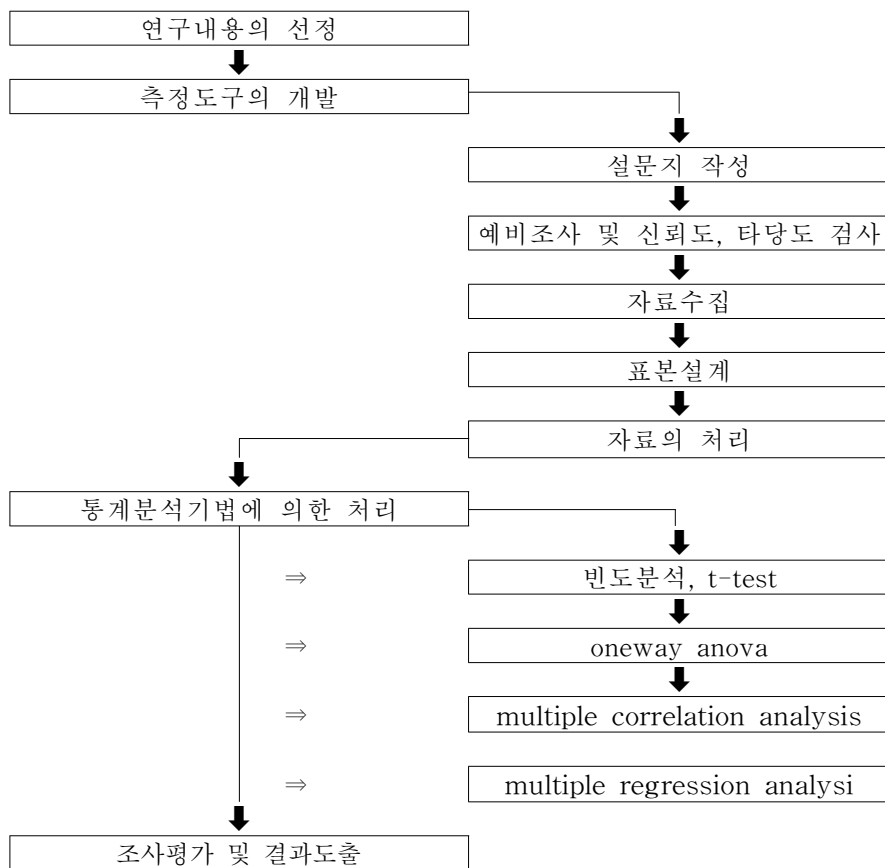 연구내용의 선정
측정도구의 개발
설문지 작성
예비조사 및 신뢰도, 타당도 검사
자료수집
표본설계
자료의 처리
통계분석기법에 의한 처리
⇒ 빈도분석, t-test
⇒ oneway anova
⇒ multiple correlation analysis
⇒ multiple regression analysi
조사평가 및 결과도출